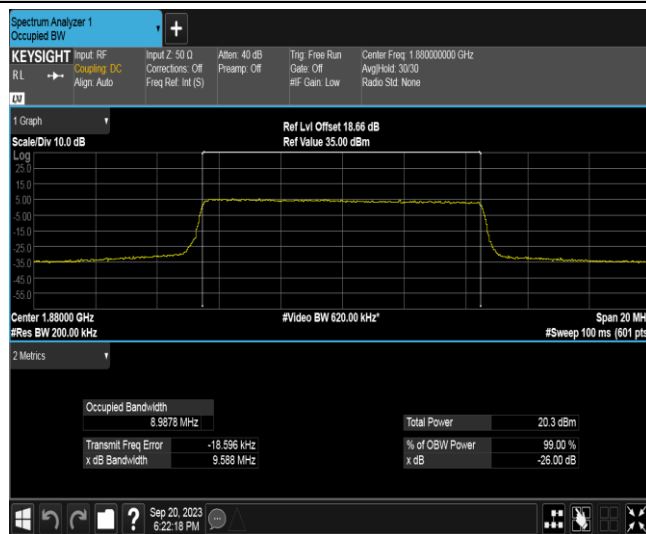 Spectrum Analyzer 1
Occupied BW
+
KEYSIGHT
RL
LXI
Input: RF
Coupling: DC
Align: Auto
Input Z: 50 Ω
Corrections: Off
Freq Ref: Int (S)
Atten: 40 dB
Preamp: Off
Trig: Free Run
Gate: Off
#IF Gain: Low
Center Freq: 1.880000000 GHz
Avg|Hold: 30/30
Radio Std: None
1 Graph
Scale/Div 10.0 dB
Ref Lvl Offset 18.66 dB
Ref Value 35.00 dBm
Log
25.0
15.0
5.00
-5.00
-15.0
-25.0
-35.0
-45.0
-55.0
Center 1.88000 GHz
#Video BW 620.00 kHz*
Span 20 MH
#Res BW 200.00 kHz
#Sweep 100 ms (601 pts
2 Metrics
Occupied Bandwidth
8.9878 MHz
Total Power 20.3 dBm
Transmit Freq Error -18.596 kHz
% of OBW Power 99.00 %
x dB Bandwidth 9.588 MHz
x dB -26.00 dB
?
Sep 20, 2023
6:22:18 PM